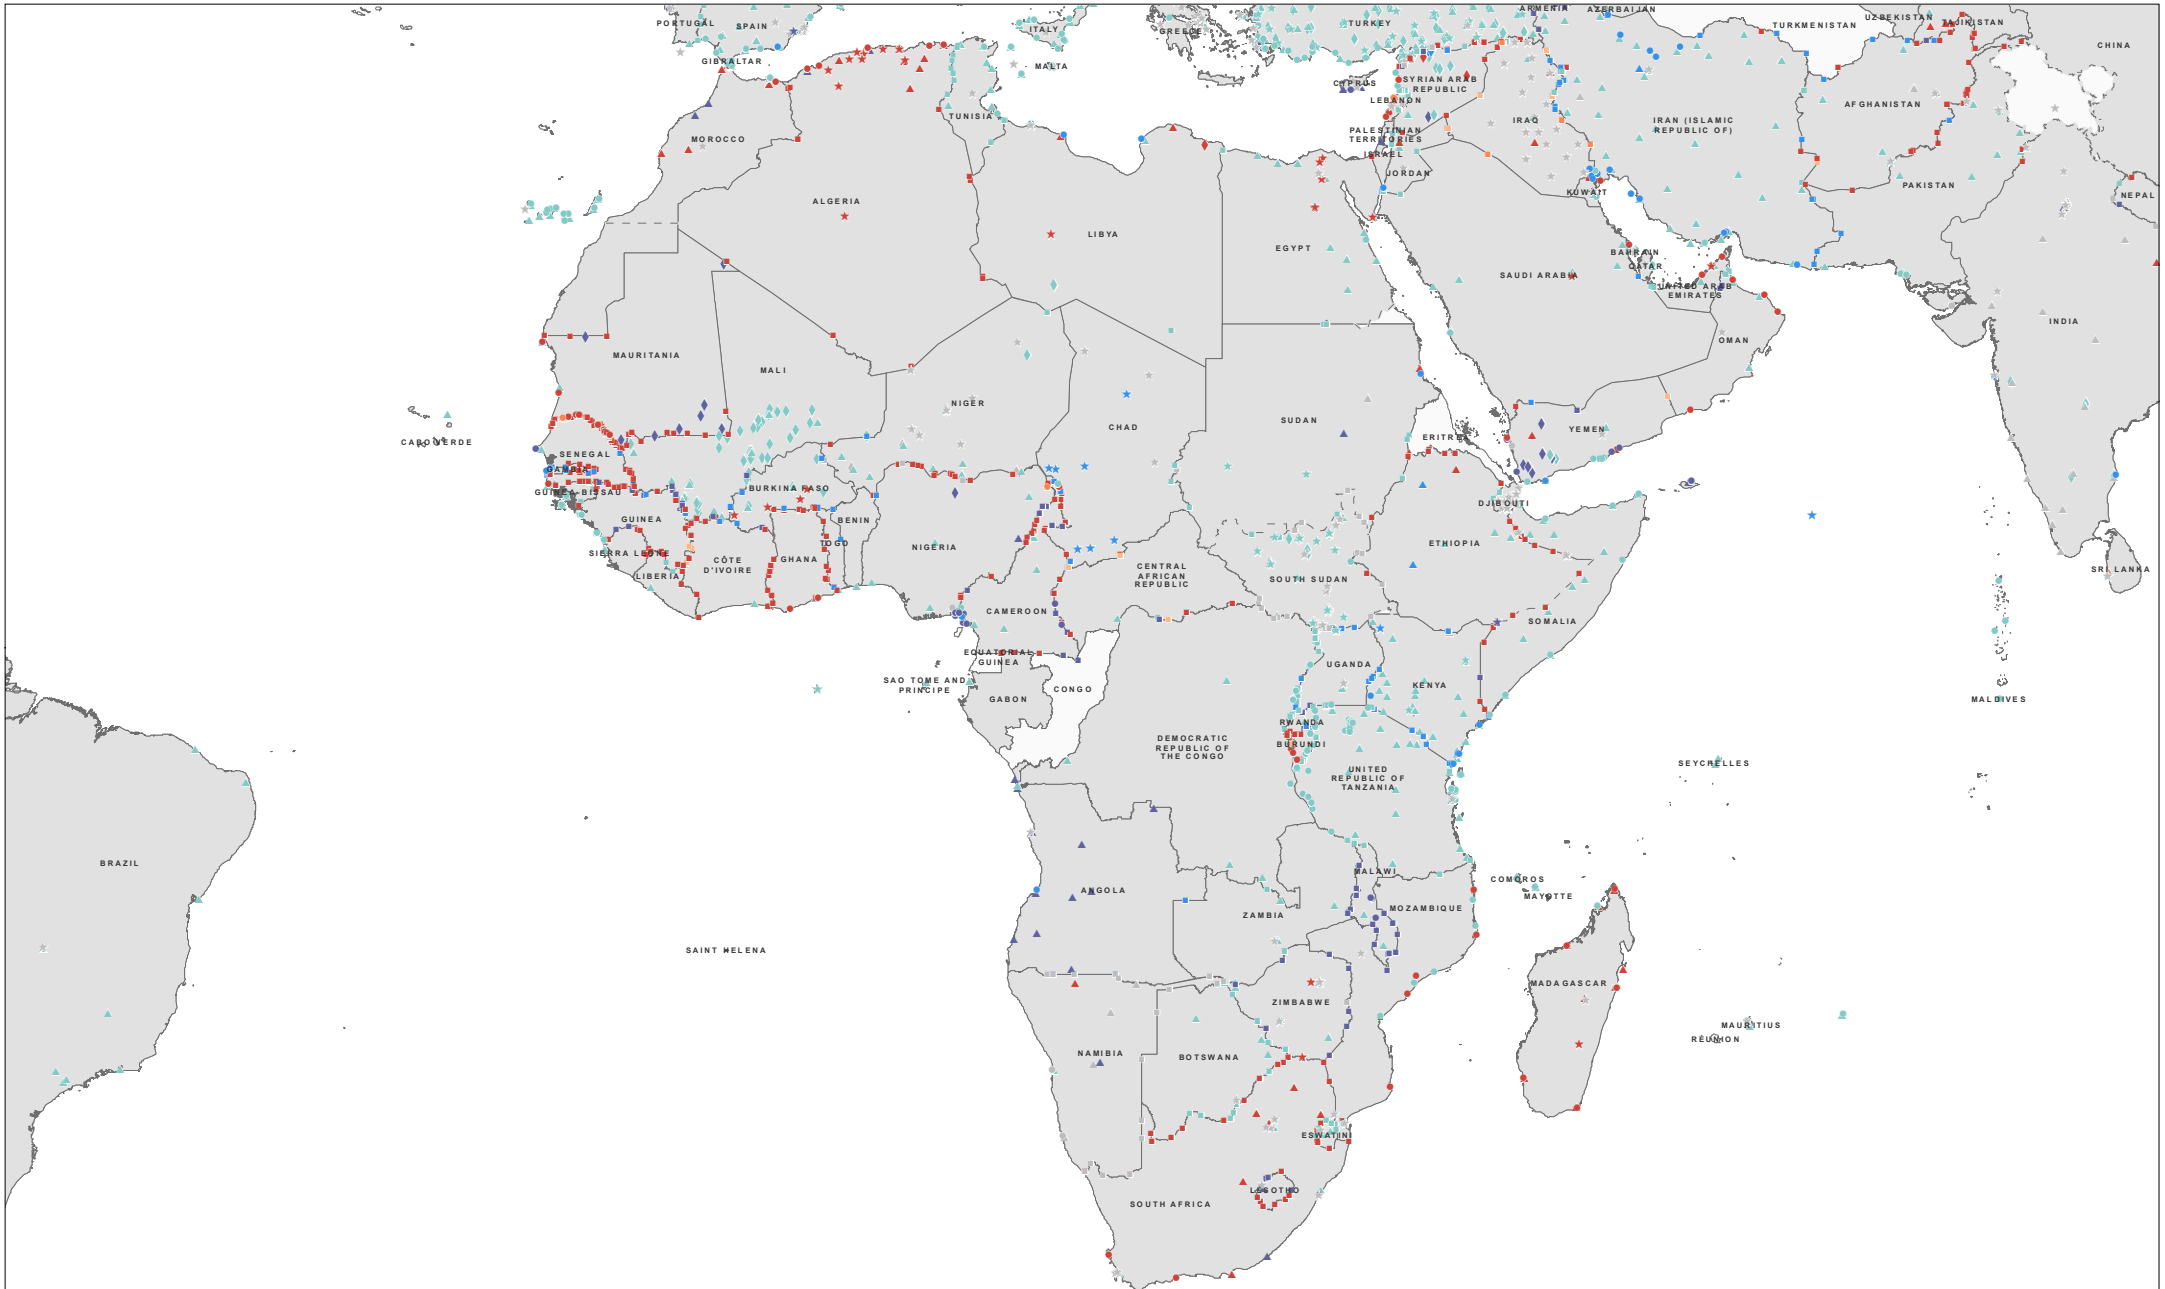 ARMENIA
AZERBAIJAN
UZBEKISTAN
TAJIKISTAN
PORTUGAL
SPAIN
ITALY
GREECE
TURKEY
TURKMENISTAN
CHINA
GIBRALTAR
MALTA
CYPRUS
SYRIAN ARAB
REPUBLIC
LEBANON
AFGHANISTAN
TUNISIA
IRAQ
IRAN (ISLAMIC
REPUBLIC OF)
MOROCCO
PALESTINIAN
TERRITORIES
ISRAEL
JORDAN
KUWAIT
PAKISTAN
NEPAL
ALGERIA
LIBYA
EGYPT
BAHRAIN
QATAR
SAUDI ARABIA
UNITED ARAB
EMIRATES
INDIA
OMAN
MAURITANIA
MALI
NIGER
CHAD
SUDAN
YEMEN
ERITREA
CABO VERDE
SENEGAL
GAMBIA
GUINEA-BISSAU
BURKINA FASO
DJIBOUTI
GUINEA
BENIN
NIGERIA
TOGO
ETHIOPIA
SIERRA LEONE
CÔTE
D'IVOIRE
GHANA
CENTRAL
AFRICAN
REPUBLIC
SOUTH SUDAN
SRI LANKA
LIBERIA
CAMEROON
SOMALIA
EQUATORIAL
GUINEA
UGANDA
SAO TOME AND
PRINCIPE
GABON
CONGO
KENYA
MALDIVES
RWANDA
BURUNDI
DEMOCRATIC
REPUBLIC OF
THE CONGO
UNITED
REPUBLIC OF
TANZANIA
SEYCHELLES
BRAZIL
MALAWI
COMOROS
ANGOLA
MAYOTTE
ZAMBIA
MOZAMBIQUE
SAINT HELENA
MADAGASCAR
ZIMBABWE
MAURITIUS
RÉUNION
NAMIBIA
BOTSWANA
ESWATINI
LESOTHO
SOUTH AFRICA